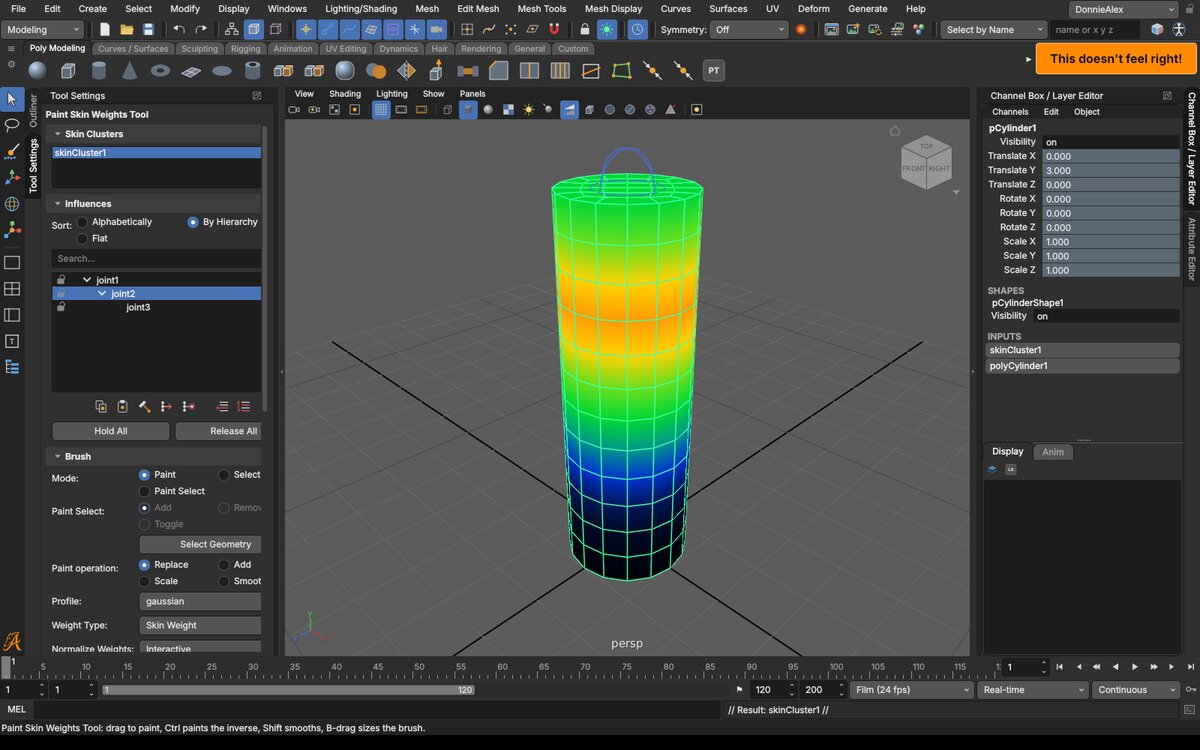 File Edit Create Select Modify Display Windows Lighting/Shading Mesh Edit Mesh Mesh Tools Mesh Display Curves Surfaces UV Deform Generate Help DonnieAlex
Modeling Symmetry: Off Select by Name name or x y z
Poly Modeling Curves / Surfaces Sculpting Rigging Animation UV Editing Dynamics Hair Rendering General Custom
This doesn't feel right!
PT
Tool Settings
Outliner
Tool Settings
Paint Skin Weights Tool
Skin Clusters
skinCluster1
Influences
Sort: Alphabetically By Hierarchy
Flat
Search...
joint1
joint2
joint3
Hold All Release All
Brush
Mode: Paint Select
Paint Select
Paint Select: Add Remov
Toggle
Select Geometry
Paint operation: Replace Add
Scale Smoot
Profile: gaussian
Weight Type: Skin Weight
Normalize Weights: Interactive
View Shading Lighting Show Panels
TOP
FRONT RIGHT
y
x
z
persp
Channel Box / Layer Editor
Channels Edit Object
pCylinder1
Visibility on
Translate X 0.000
Translate Y 3.000
Translate Z 0.000
Rotate X 0.000
Rotate Y 0.000
Rotate Z 0.000
Scale X 1.000
Scale Y 1.000
Scale Z 1.000
SHAPES
pCylinderShape1
Visibility on
INPUTS
skinCluster1
polyCylinder1
Display Anim
LS
Channel Box / Layer Editor
Attribute Editor
1 5 10 15 20 25 30 35 40 45 50 55 60 65 70 75 80 85 90 95 100 105 110 115 1
1 1 1 120 120 200 Film (24 fps) Real-time Continuous
MEL // Result: skinCluster1 //
Paint Skin Weights Tool: drag to paint, Ctrl paints the inverse, Shift smooths, B-drag sizes the brush.